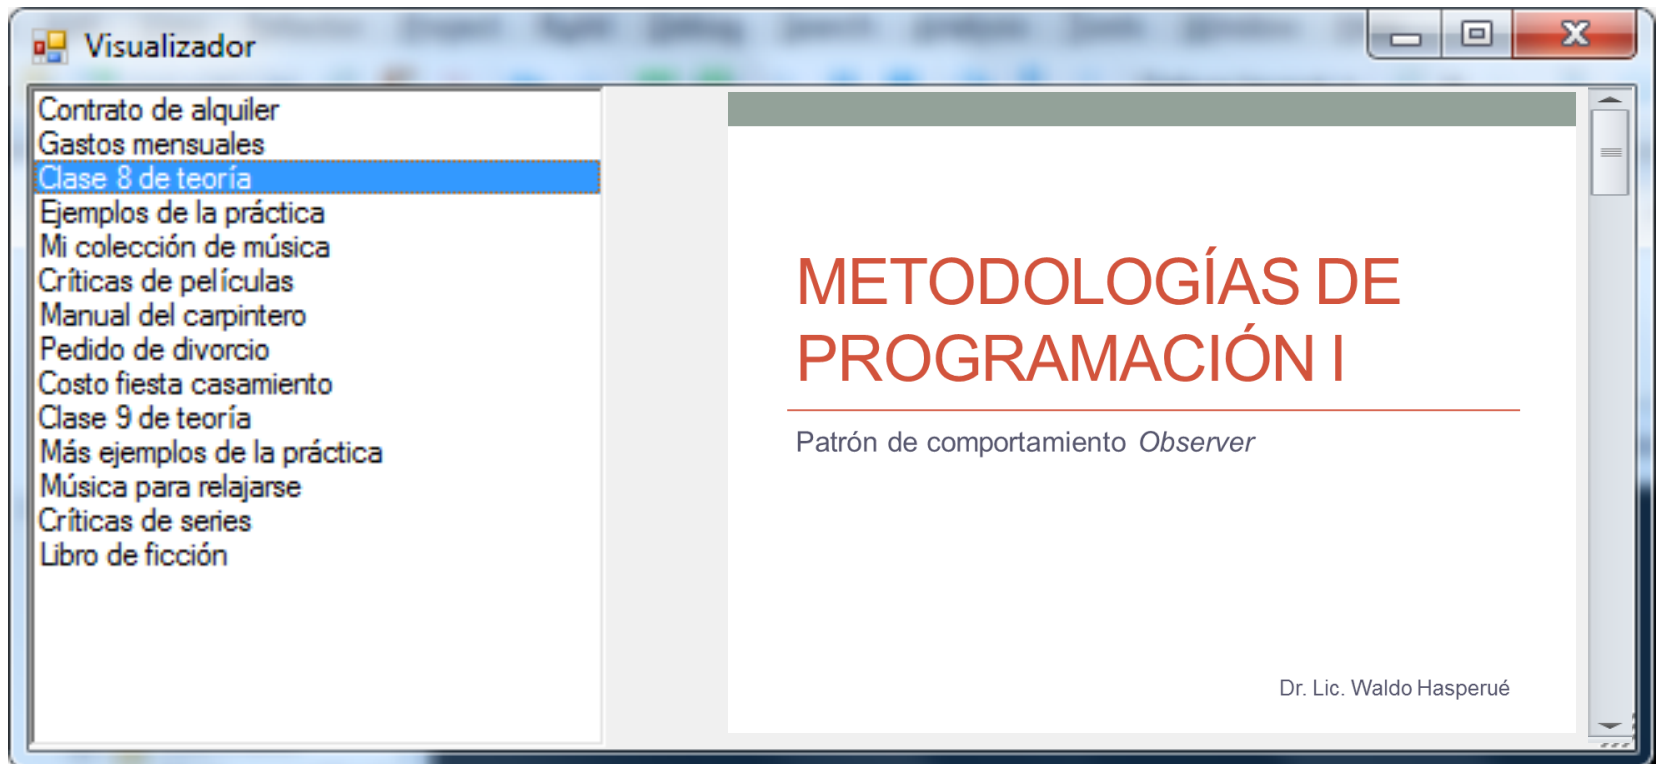 Visualizador
Contrato de alquiler
Gastos mensuales
Clase 8 de teoría
Ejemplos de la práctica
Mi colección de música
Críticas de películas
Manual del carpintero
Pedido de divorcio
Costo fiesta casamiento
Clase 9 de teoría
Más ejemplos de la práctica
Música para relajarse
Críticas de series
Libro de ficción
METODOLOGÍAS DE
PROGRAMACIÓN I
Patrón de comportamiento Observer
Dr. Lic. Waldo Hasperué